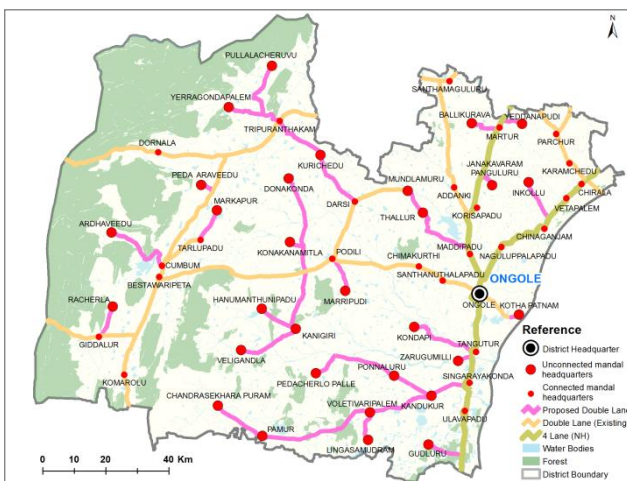 N
PULLALACHERUVU
YERRAGONDAPALEM
TRIPURANTHAKAM
SANTHAMAGULURU
BALLIKURAVA
YEDDANAPUDI
MARTUR
PARCHUR
DORNALA
KURICHEDU
JANAKAVARAM
PANGULURU
KARAMCHEDU
PEDA ARAVEEDU
DONAKONDA
MUNDLAMURU
INKOLLU
CHIRALA
MARKAPUR
DARSI
ADDANKI
VETAPALEM
THALLUR
KORISAPADU
ARDHAVEEDU
CHINAGANJAM
TARLUPADU
KONAKANAMITLA
MADDIPADU
NAGULUPPALAPADU
PODILI
CHIMAKURTHI
CUMBUM
BESTAWARIPETA
SANTHANUTHALAPADU
ONGOLE
MARRIPUDI
ONGOLE
RACHERLA
HANUMANTHUNIPADU
KOTHA PATNAM
KANIGIRI
KONDAPI
GIDDALUR
TANGUTUR
VELIGANDLA
ZARUGUMILLI
PONNALURU
PEDACHERLO PALLE
SINGARAYAKONDA
KOMAROLU
CHANDRASEKHARA PURAM
VOLETIVARIPALEM
KANDUKUR
ULAVAPADU
PAMUR
LINGASAMUDRAM
GUDLURU
0 10 20 40 Km
Reference
District Headquarter
Unconnected mandal
headquarters
Connected mandal
headquarters
Proposed Double Lane
Double Lane (Existing
4 Lane (NH)
Water Bodies
Forest
District Boundary